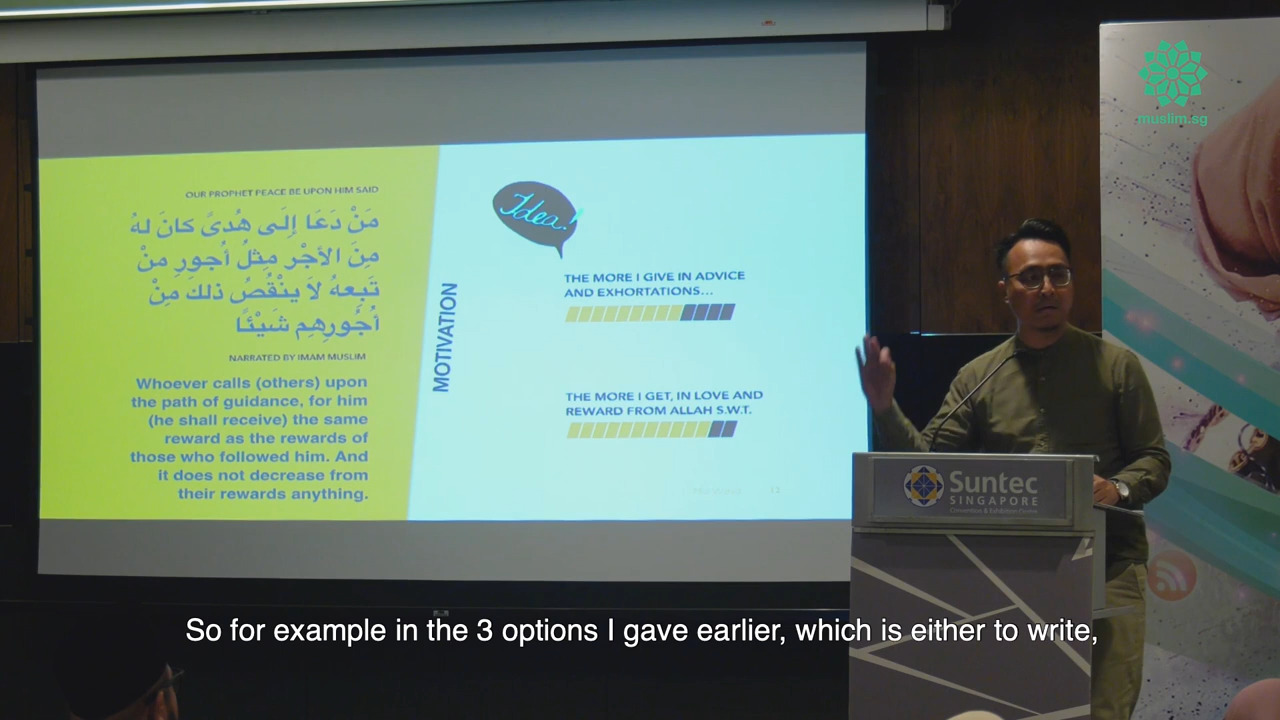 muslim.sg
OUR PROPHET PEACE BE UPON HIM SAID
مَنْ دَعَا إِلَى هُدًى كَانَ لَهُ
مِنَ الأَجْرِ مِثْلُ أُجُورِ مَنْ
تَبِعَهُ لَا يَنْقُصُ ذَلِكَ مِنْ
أُجُورِهِمْ شَيْئًا
NARRATED BY IMAM MUSLIM
Whoever calls (others) upon
the path of guidance, for him
(he shall receive) the same
reward as the rewards of
those who followed him. And
it does not decrease from
their rewards anything.
MOTIVATION
Idea!
THE MORE I GIVE IN ADVICE
AND EXHORTATIONS...
THE MORE I GET, IN LOVE AND
REWARD FROM ALLAH S.W.T.
11
Suntec
SINGAPORE
Convention & Exhibition Centre
So for example in the 3 options I gave earlier, which is either to write,